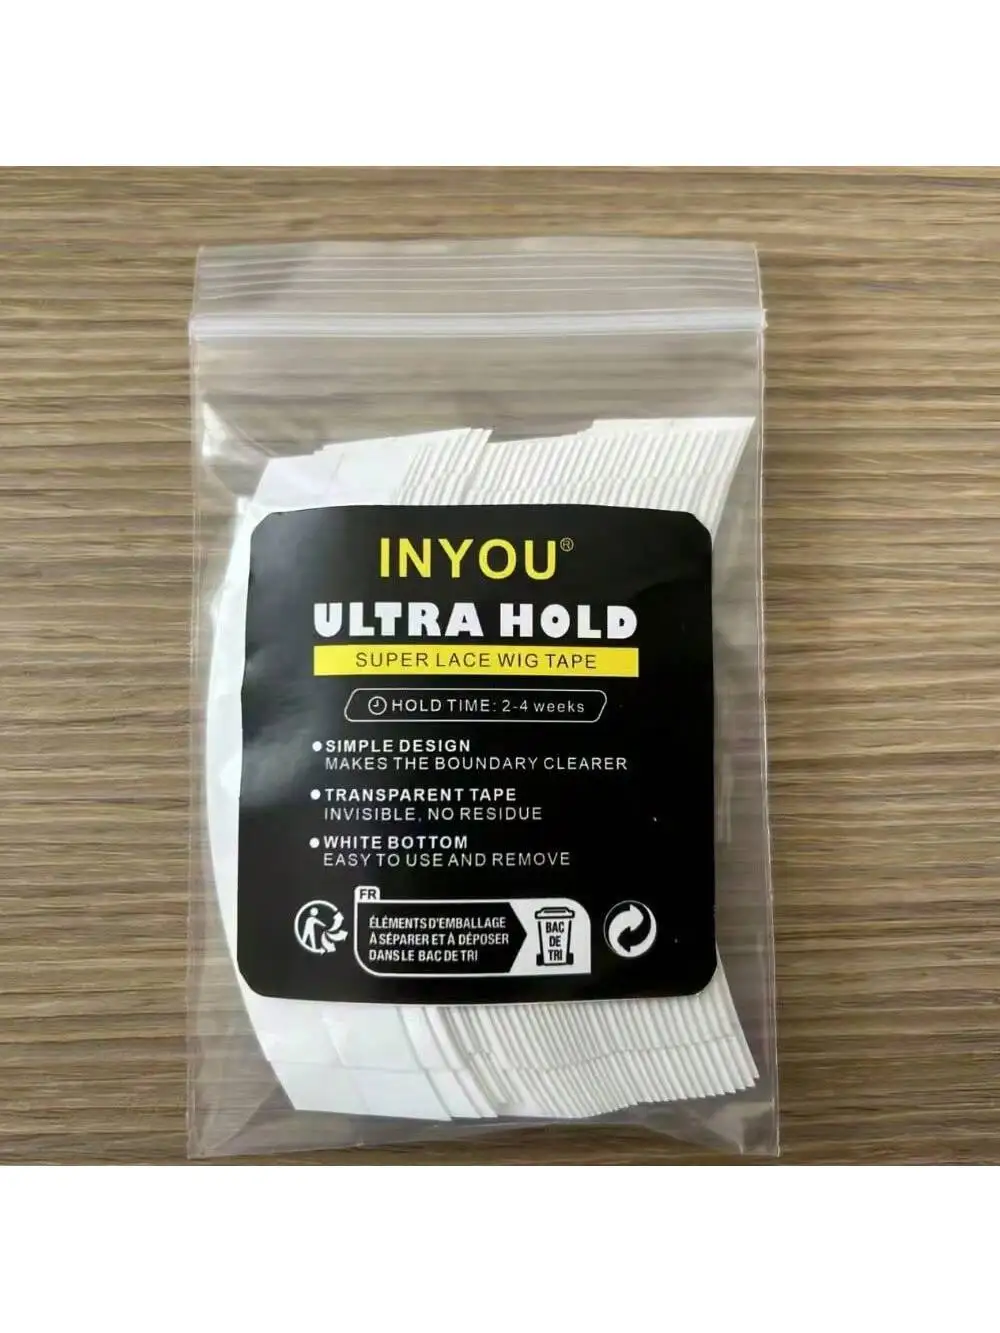 INYOU®
ULTRA HOLD
SUPER LACE WIG TAPE
HOLD TIME: 2-4 weeks
●SIMPLE DESIGN
MAKES THE BOUNDARY CLEARER
●TRANSPARENT TAPE
INVISIBLE, NO RESIDUE
●WHITE BOTTOM
EASY TO USE AND REMOVE
FR
ÉLÉMENTS D'EMBALLAGE
À SÉPARER ET À DÉPOSER
DANS LE BAC DE TRI
BAC
DE
TRI